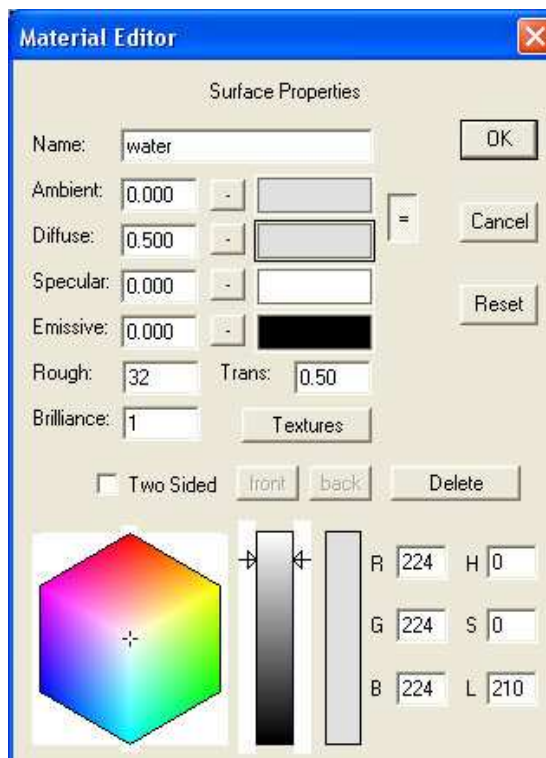 Material Editor
Surface Properties
Name: water OK
Ambient: 0.000 -
Diffuse: 0.500 - = Cancel
Specular: 0.000
Emissive: 0.000 - Reset
Rough: 32 Trans: 0.50
Brilliance: 1 Textures
Two Sided front back Delete
R 224 H 0
G 224 S 0
B 224 L 210